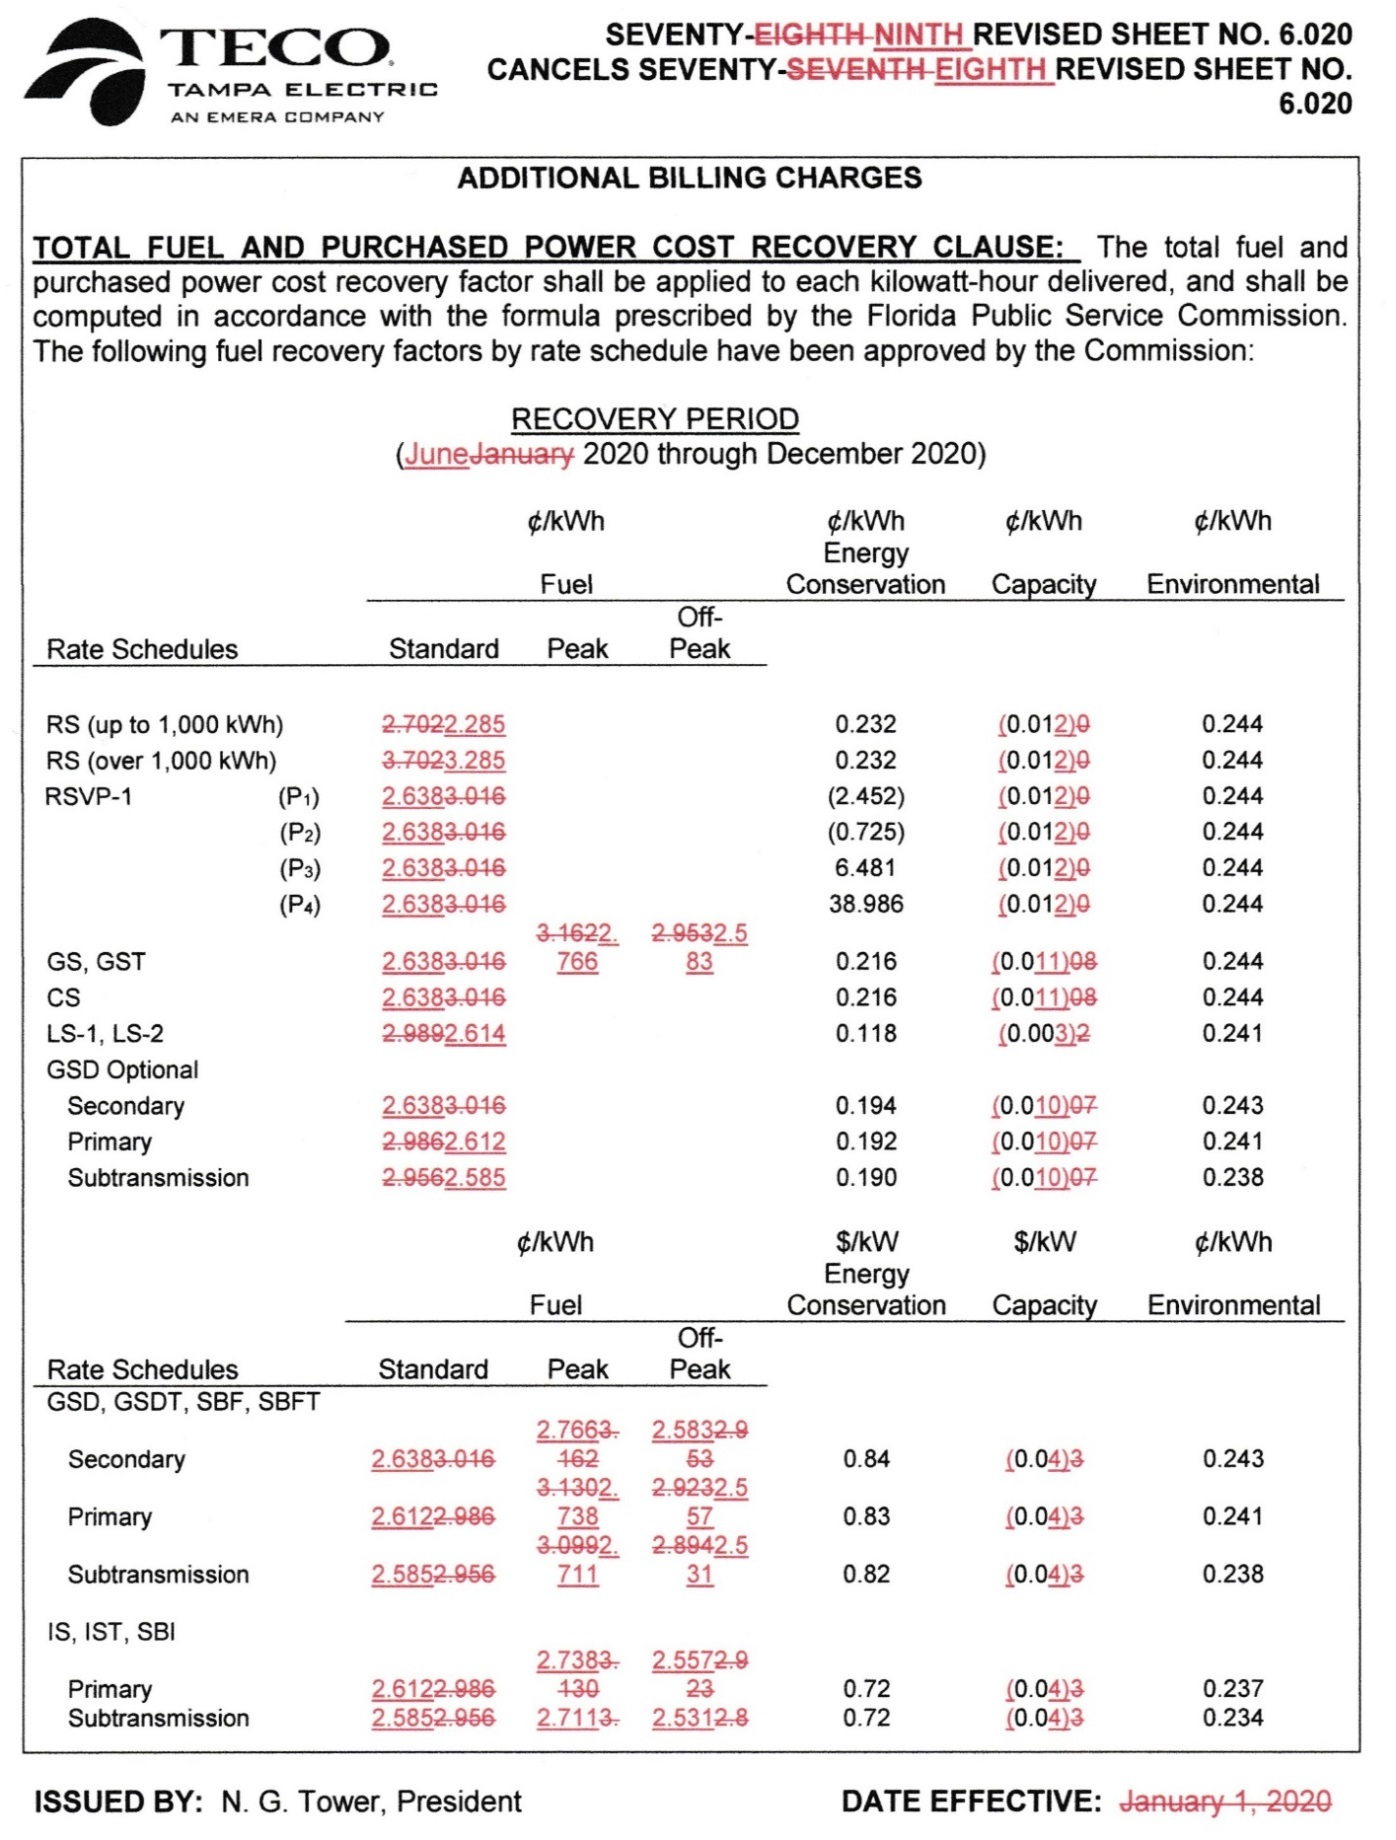 TECO.
TAMPA ELECTRIC
AN EMERA COMPANY
SEVENTY-EIGHTH NINTH REVISED SHEET NO. 6.020
CANCELS SEVENTY-SEVENTH EIGHTH REVISED SHEET NO.
6.020
ADDITIONAL BILLING CHARGES
TOTAL FUEL AND PURCHASED POWER COST RECOVERY CLAUSE: The total fuel and
purchased power cost recovery factor shall be applied to each kilowatt-hour delivered, and shall be
computed in accordance with the formula prescribed by the Florida Public Service Commission.
The following fuel recovery factors by rate schedule have been approved by the Commission:
RECOVERY PERIOD
(JuneJanuary 2020 through December 2020)
¢/kWh ¢/kWh ¢/kWh ¢/kWh
Energy
Fuel Conservation Capacity Environmental
Off-
Rate Schedules Standard Peak Peak
RS (up to 1,000 kWh) 2.7022.285 0.232 (0.012)0 0.244
RS (over 1,000 kWh) 3.7023.285 0.232 (0.012)0 0.244
RSVP-1 (P1) 2.6383.016 (2.452) (0.012)0 0.244
(P2) 2.6383.016 (0.725) (0.012)0 0.244
(P3) 2.6383.016 6.481 (0.012)0 0.244
(P4) 2.6383.016 38.986 (0.012)0 0.244
3.1622. 2.9532.5
GS, GST 2.6383.016 766 83 0.216 (0.011)08 0.244
CS 2.6383.016 0.216 (0.011)08 0.244
LS-1, LS-2 2.9892.614 0.118 (0.003)2 0.241
GSD Optional
Secondary 2.6383.016 0.194 (0.010)07 0.243
Primary 2.9862.612 0.192 (0.010)07 0.241
Subtransmission 2.9562.585 0.190 (0.010)07 0.238
¢/kWh $/kW $/kW ¢/kWh
Energy
Fuel Conservation Capacity Environmental
Off-
Rate Schedules Standard Peak Peak
GSD, GSDT, SBF, SBFT
2.7663. 2.5832.9
Secondary 2.6383.016 162 53 0.84 (0.04)3 0.243
3.1302. 2.9232.5
Primary 2.6122.986 738 57 0.83 (0.04)3 0.241
3.0992. 2.8942.5
Subtransmission 2.5852.956 711 31 0.82 (0.04)3 0.238
IS, IST, SBI
2.7383. 2.5572.9
Primary 2.6122.986 130 23 0.72 (0.04)3 0.237
Subtransmission 2.5852.956 2.7113. 2.5312.8 0.72 (0.04)3 0.234
ISSUED BY: N. G. Tower, President DATE EFFECTIVE: January 1, 2020